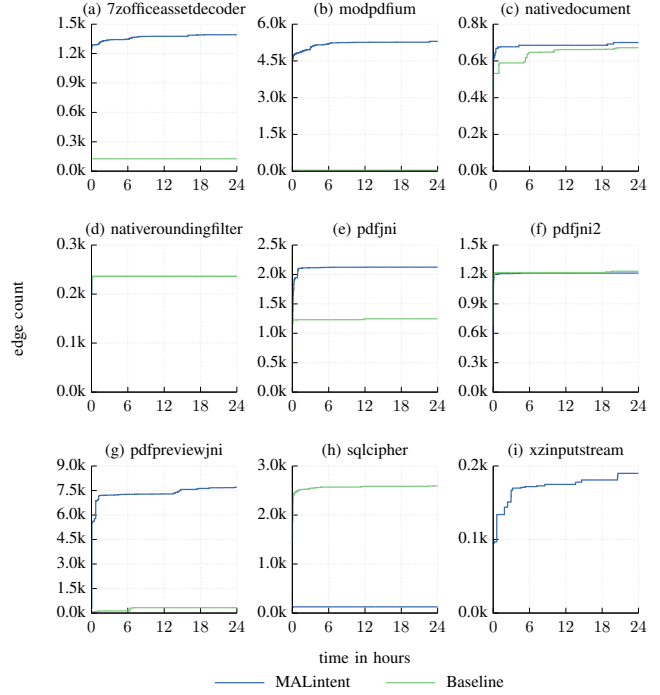 (a) 7zofficeassetdecoder (b) modpdfium (c) nativedocument
1.5k 6.0k 0.8k
1.2k 4.5k 0.6k
0.9k 3.0k 0.4k
0.6k 1.5k 0.2k
0.3k 0.0k 0.0k
0.0k
0 6 12 18 24 0 6 12 18 24 0 6 12 18 24
(d) nativeroundingfilter (e) pdfjni (f) pdfjni2
0.3k 2.5k 1.5k
0.2k 2.0k 1.2k
0.1k 1.5k 0.9k
0.0k 1.0k 0.6k
0.5k 0.3k
0.0k 0.0k
0 6 12 18 24 0 6 12 18 24 0 6 12 18 24
edge count
(g) pdfpreviewjni (h) sqlcipher (i) xzinputstream
9.0k 3.0k 0.2k
7.5k 2.0k 0.1k
6.0k 1.0k 0.0k
4.5k 0.0k
3.0k
1.5k
0.0k
0 6 12 18 24 0 6 12 18 24 0 6 12 18 24
time in hours
MALintent Baseline